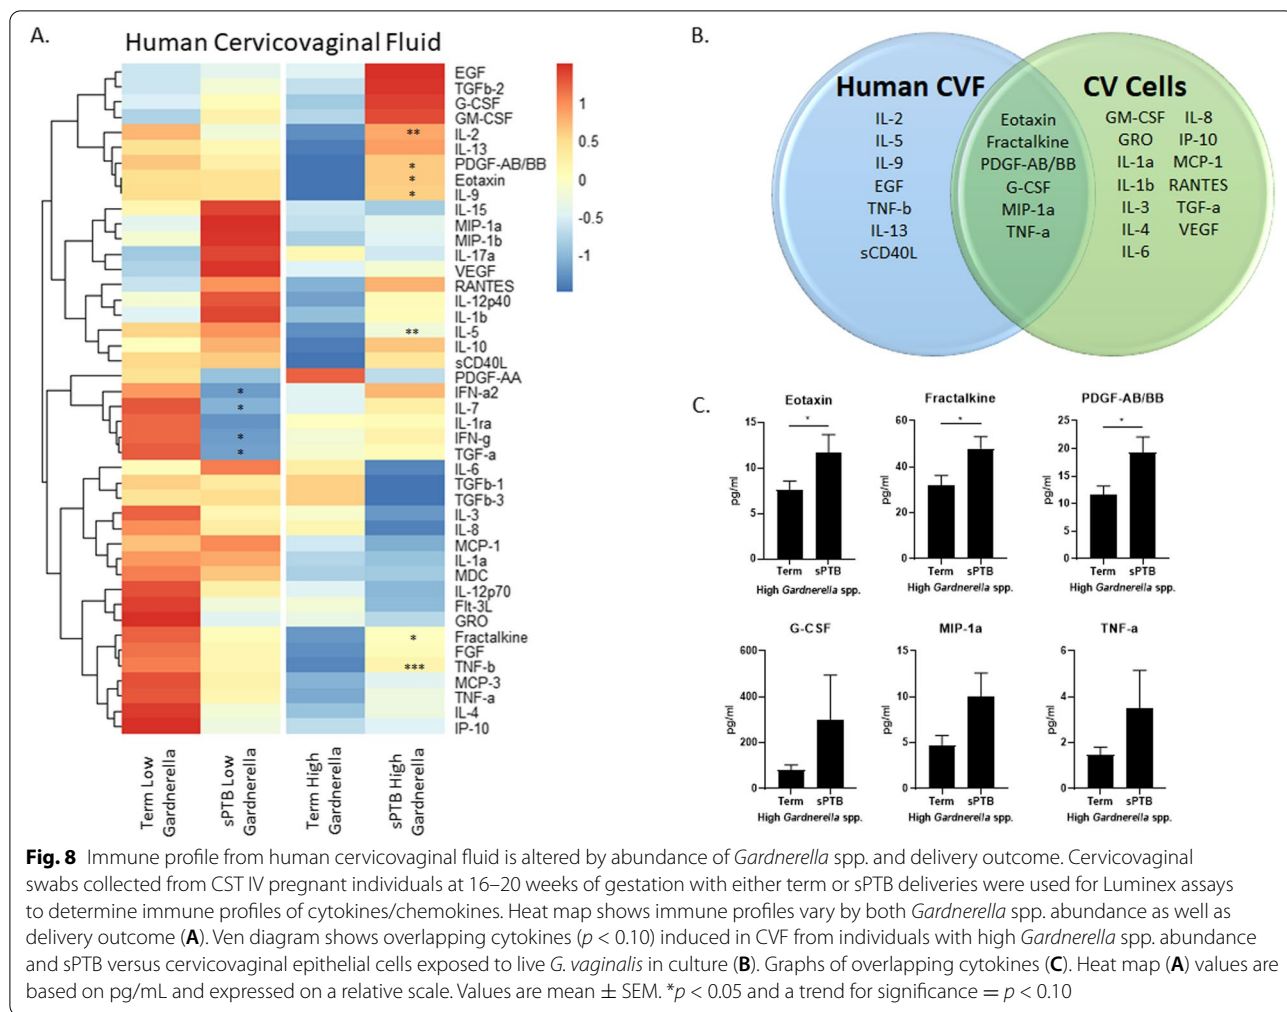 A.
Human Cervicovaginal Fluid
EGF
TGFb-2
G-CSF
GM-CSF
IL-2
**
IL-13
PDGF-AB/BB
*
Eotaxin
*
IL-9
*
IL-15
MIP-1a
MIP-1b
IL-17a
VEGF
RANTES
IL-12p40
IL-1b
IL-5
**
IL-10
sCD40L
PDGF-AA
IFN-a2
*
IL-7
*
IL-1ra
IFN-g
*
TGF-a
*
IL-6
TGFb-1
TGFb-3
IL-3
IL-8
MCP-1
IL-1a
MDC
IL-12p70
Flt-3L
GRO
Fractalkine
*
FGF
TNF-b
***
MCP-3
TNF-a
IL-4
IP-10
1
0.5
0
-0.5
-1
Term Low
Gardnerella
sPTB Low
Gardnerella
Term High
Gardnerella
sPTB High
Gardnerella
B.
Human CVF
IL-2
IL-5
IL-9
EGF
TNF-b
IL-13
sCD40L
Eotaxin
Fractalkine
PDGF-AB/BB
G-CSF
MIP-1a
TNF-a
CV Cells
GM-CSF IL-8
GRO IP-10
IL-1a MCP-1
IL-1b RANTES
IL-3 TGF-a
IL-4 VEGF
IL-6
C.
Eotaxin
*
pg/ml
15
10
5
0
Term sPTB
High Gardnerella spp.
Fractalkine
*
pg/ml
60
40
20
0
Term sPTB
High Gardnerella spp.
PDGF-AB/BB
*
pg/ml
25
20
15
10
5
0
Term sPTB
High Gardnerella spp.
G-CSF
pg/ml
600
400
200
0
Term sPTB
High Gardnerella spp.
MIP-1a
pg/ml
15
10
5
0
Term sPTB
High Gardnerella spp.
TNF-a
pg/ml
6
4
2
0
Term sPTB
High Gardnerella spp.
Fig. 8 Immune profile from human cervicovaginal fluid is altered by abundance of Gardnerella spp. and delivery outcome. Cervicovaginal
swabs collected from CST IV pregnant individuals at 16–20 weeks of gestation with either term or sPTB deliveries were used for Luminex assays
to determine immune profiles of cytokines/chemokines. Heat map shows immune profiles vary by both Gardnerella spp. abundance as well as
delivery outcome (A). Ven diagram shows overlapping cytokines (p < 0.10) induced in CVF from individuals with high Gardnerella spp. abundance
and sPTB versus cervicovaginal epithelial cells exposed to live G. vaginalis in culture (B). Graphs of overlapping cytokines (C). Heat map (A) values are
based on pg/mL and expressed on a relative scale. Values are mean ± SEM. *p < 0.05 and a trend for significance = p < 0.10